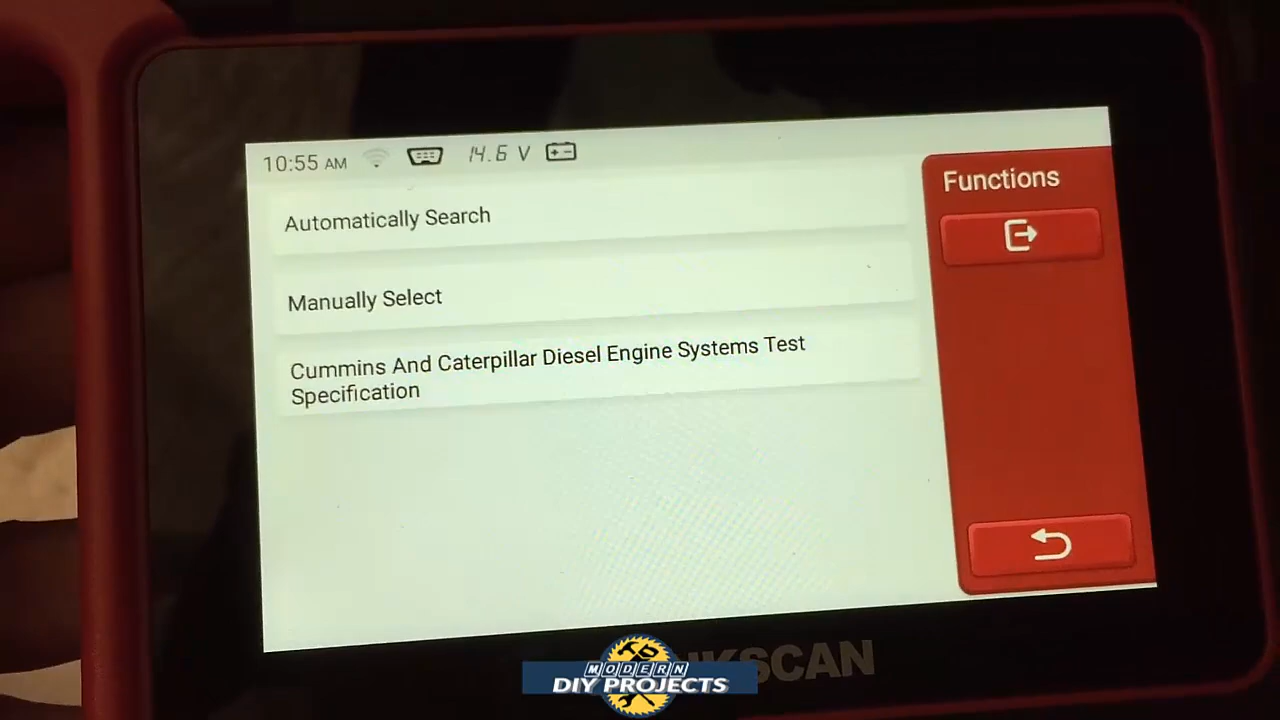 10:55 AM 14.6 V
Functions
Automatically Search
Manually Select
Cummins And Caterpillar Diesel Engine Systems Test
Specification
KSCAN
MODERN
DIY PROJECTS